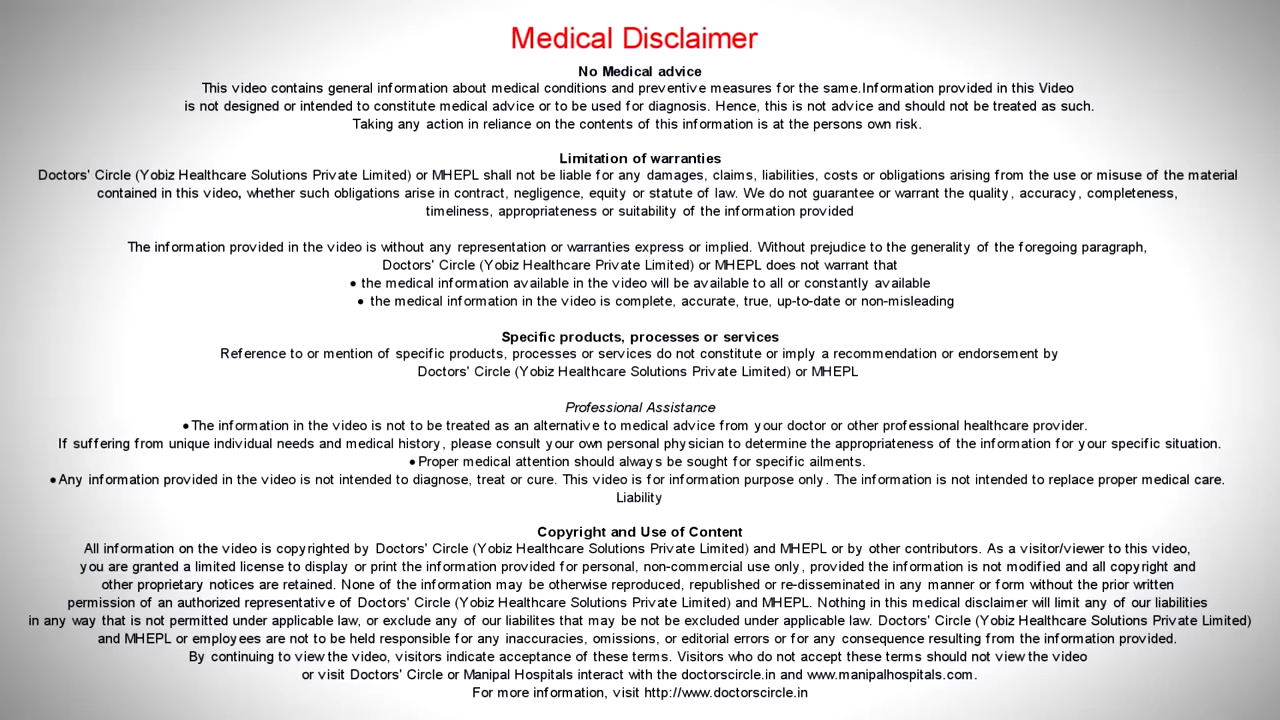 Medical Disclaimer
No Medical advice
This video contains general information about medical conditions and preventive measures for the same.Information provided in this Video
is not designed or intended to constitute medical advice or to be used for diagnosis. Hence, this is not advice and should not be treated as such.
Taking any action in reliance on the contents of this information is at the persons own risk.
Limitation of warranties
Doctors' Circle (Yobiz Healthcare Solutions Private Limited) or MHEPL shall not be liable for any damages, claims, liabilities, costs or obligations arising from the use or misuse of the material
contained in this video, whether such obligations arise in contract, negligence, equity or statute of law. We do not guarantee or warrant the quality, accuracy, completeness,
timeliness, appropriateness or suitability of the information provided
The information provided in the video is without any representation or warranties express or implied. Without prejudice to the generality of the foregoing paragraph,
Doctors' Circle (Yobiz Healthcare Private Limited) or MHEPL does not warrant that
• the medical information available in the video will be available to all or constantly available
• the medical information in the video is complete, accurate, true, up-to-date or non-misleading
Specific products, processes or services
Reference to or mention of specific products, processes or services do not constitute or imply a recommendation or endorsement by
Doctors' Circle (Yobiz Healthcare Solutions Private Limited) or MHEPL
Professional Assistance
•The information in the video is not to be treated as an alternative to medical advice from your doctor or other professional healthcare provider.
If suffering from unique individual needs and medical history, please consult your own personal physician to determine the appropriateness of the information for your specific situation.
•Proper medical attention should always be sought for specific ailments.
•Any information provided in the video is not intended to diagnose, treat or cure. This video is for information purpose only. The information is not intended to replace proper medical care.
Liability
Copyright and Use of Content
All information on the video is copyrighted by Doctors' Circle (Yobiz Healthcare Solutions Private Limited) and MHEPL or by other contributors. As a visitor/viewer to this video,
you are granted a limited license to display or print the information provided for personal, non-commercial use only, provided the information is not modified and all copyright and
other proprietary notices are retained. None of the information may be otherwise reproduced, republished or re-disseminated in any manner or form without the prior written
permission of an authorized representative of Doctors' Circle (Yobiz Healthcare Solutions Private Limited) and MHEPL. Nothing in this medical disclaimer will limit any of our liabilities
in any way that is not permitted under applicable law, or exclude any of our liabilites that may be not be excluded under applicable law. Doctors' Circle (Yobiz Healthcare Solutions Private Limited)
and MHEPL or employees are not to be held responsible for any inaccuracies, omissions, or editorial errors or for any consequence resulting from the information provided.
By continuing to view the video, visitors indicate acceptance of these terms. Visitors who do not accept these terms should not view the video
or visit Doctors' Circle or Manipal Hospitals interact with the doctorscircle.in and www.manipalhospitals.com.
For more information, visit http://www.doctorscircle.in